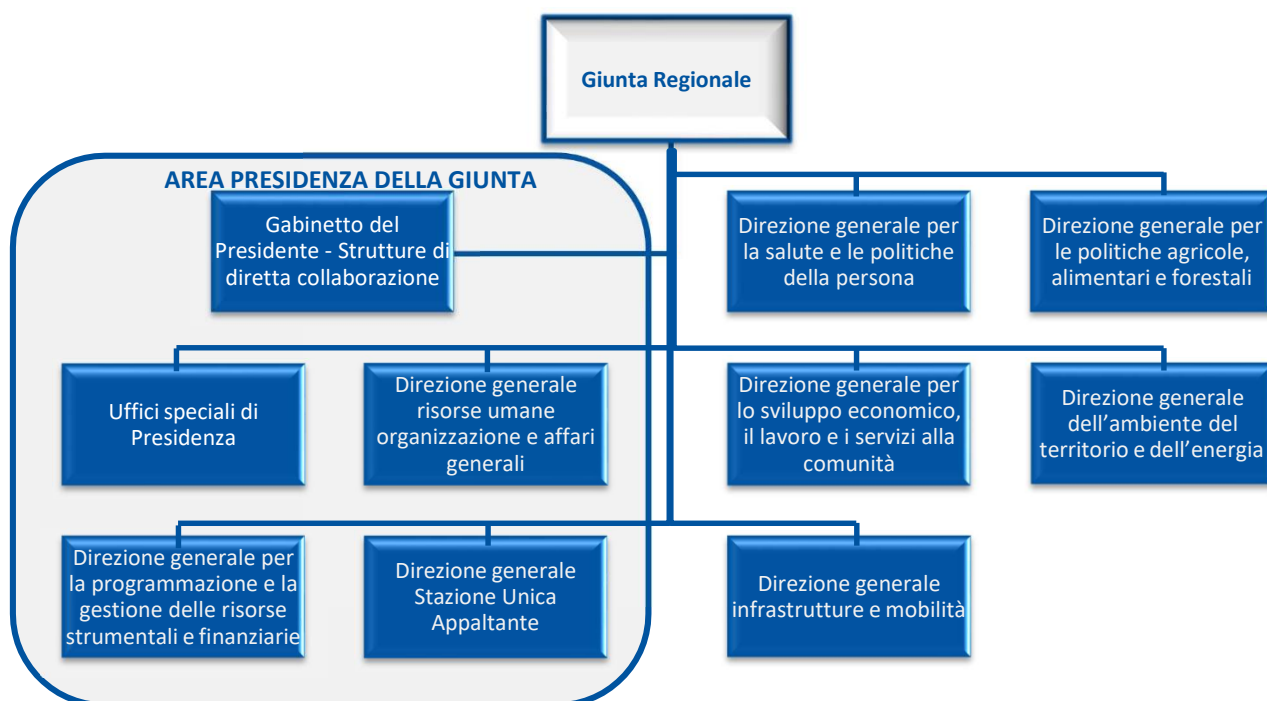 Giunta Regionale
AREA PRESIDENZA DELLA GIUNTA
Gabinetto del
Presidente - Strutture di
diretta collaborazione
Direzione generale per
la salute e le politiche
della persona
Direzione generale per
le politiche agricole,
alimentari e forestali
Uffici speciali di
Presidenza
Direzione generale
risorse umane
organizzazione e affari
generali
Direzione generale per
lo sviluppo economico,
il lavoro e i servizi alla
comunità
Direzione generale
dell’ambiente del
territorio e dell’energia
Direzione generale per
la programmazione e la
gestione delle risorse
strumentali e finanziarie
Direzione generale
Stazione Unica
Appaltante
Direzione generale
infrastrutture e mobilità